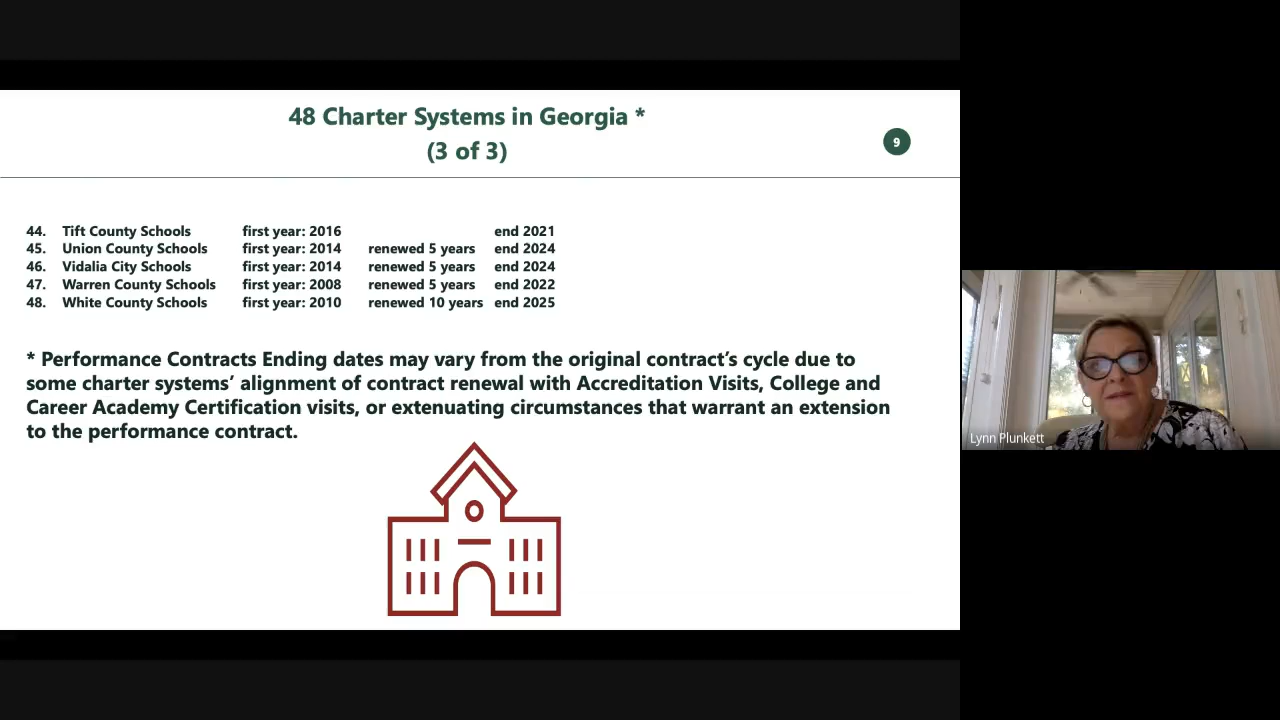 48 Charter Systems in Georgia *
(3 of 3)
9
44. Tift County Schools first year: 2016 end 2021
45. Union County Schools first year: 2014 renewed 5 years end 2024
46. Vidalia City Schools first year: 2014 renewed 5 years end 2024
47. Warren County Schools first year: 2008 renewed 5 years end 2022
48. White County Schools first year: 2010 renewed 10 years end 2025
* Performance Contracts Ending dates may vary from the original contract’s cycle due to
some charter systems’ alignment of contract renewal with Accreditation Visits, College and
Career Academy Certification visits, or extenuating circumstances that warrant an extension
to the performance contract.
Lynn Plunkett